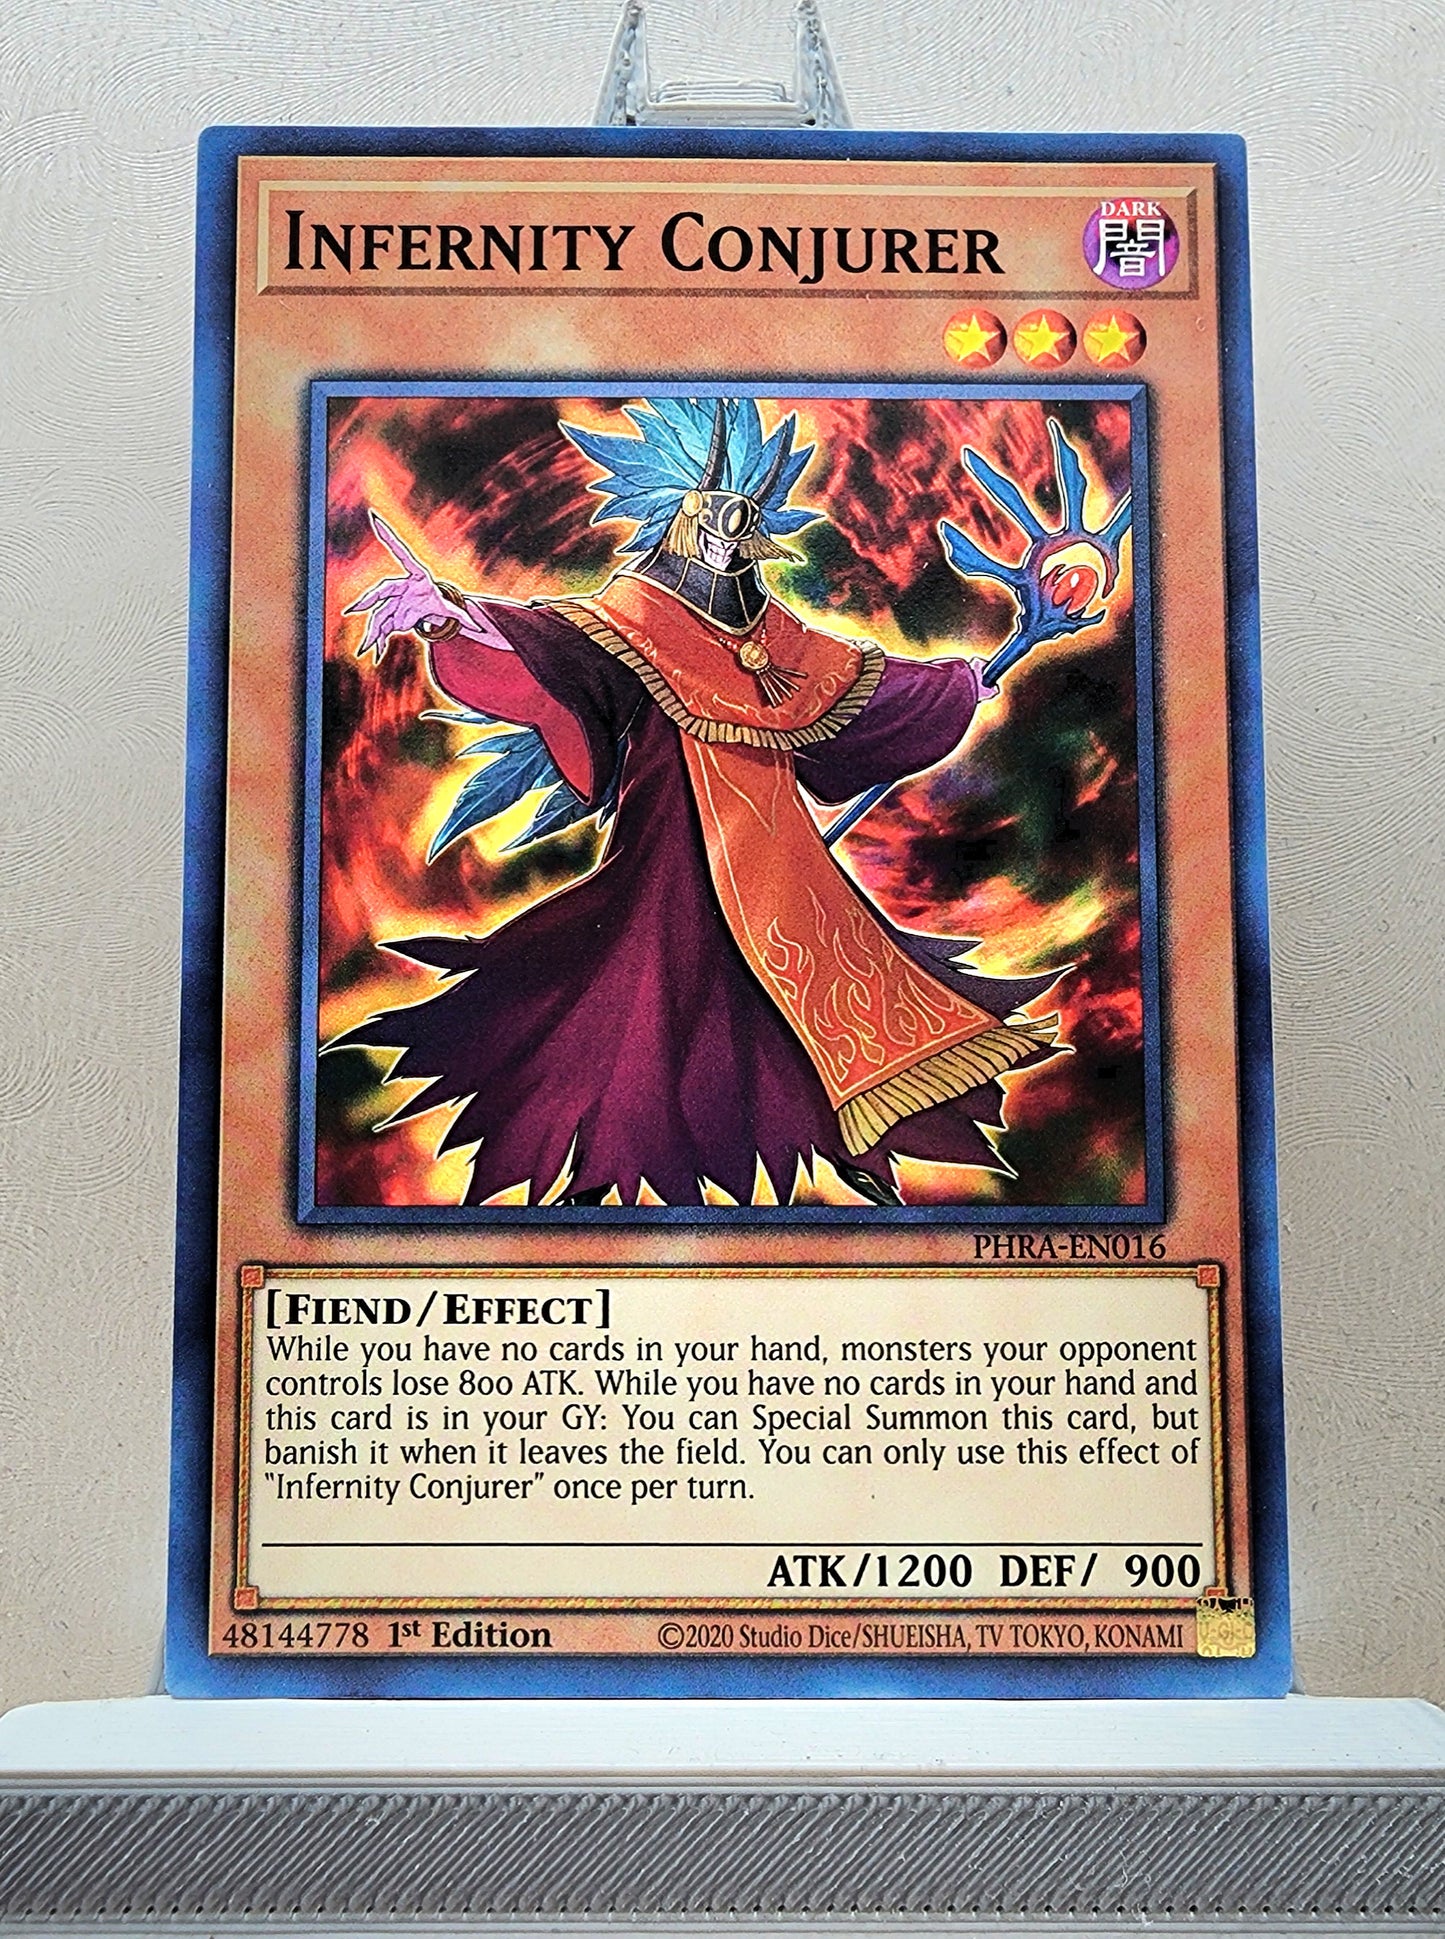 INFERNITY CONJURER
DARK
闇
PHRA-EN016
[FIEND/EFFECT]
While you have no cards in your hand, monsters your opponent
controls lose 800 ATK. While you have no cards in your hand and
this card is in your GY: You can Special Summon this card, but
banish it when it leaves the field. You can only use this effect of
"Infernity Conjurer" once per turn.
ATK/1200 DEF/ 900
48144778 1st Edition ©2020 Studio Dice/SHUEISHA, TV TOKYO, KONAMI